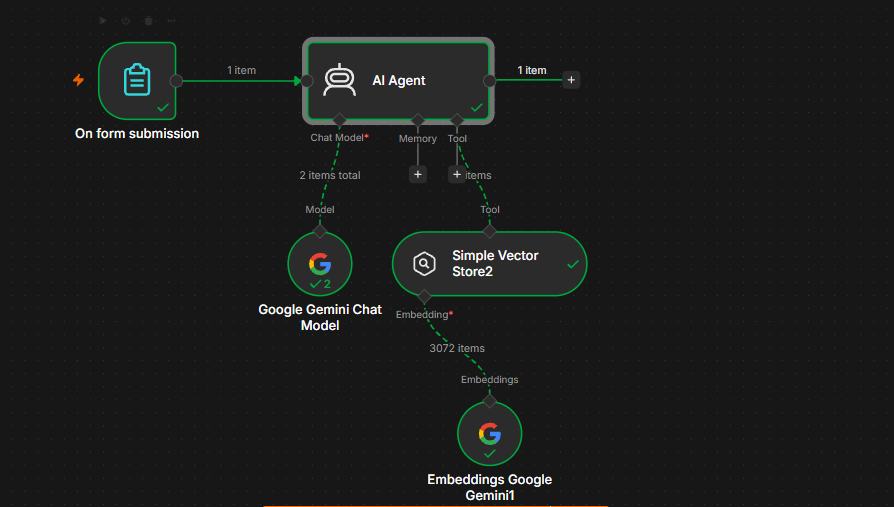 1 item
AI Agent
1 item
On form submission
Chat Model*
Memory
Tool
2 items total
items
Model
Tool
Simple Vector
Store2
2
Google Gemini Chat
Model
Embedding*
3072 items
Embeddings
Embeddings Google
Gemini1